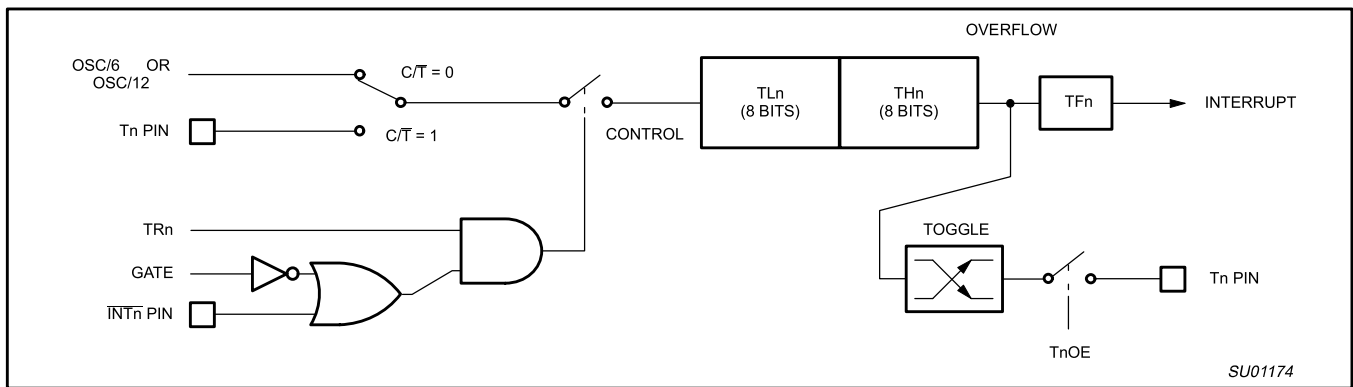 OVERFLOW
OSC/6 OR
OSC/12
C/T̅ = 0
TLn
(8 BITS)
THn
(8 BITS)
TFn
INTERRUPT
Tn PIN
C/T̅ = 1
CONTROL
TRn
TOGGLE
GATE
Tn PIN
I̅N̅T̅n̅ PIN
TnOE
SU01174